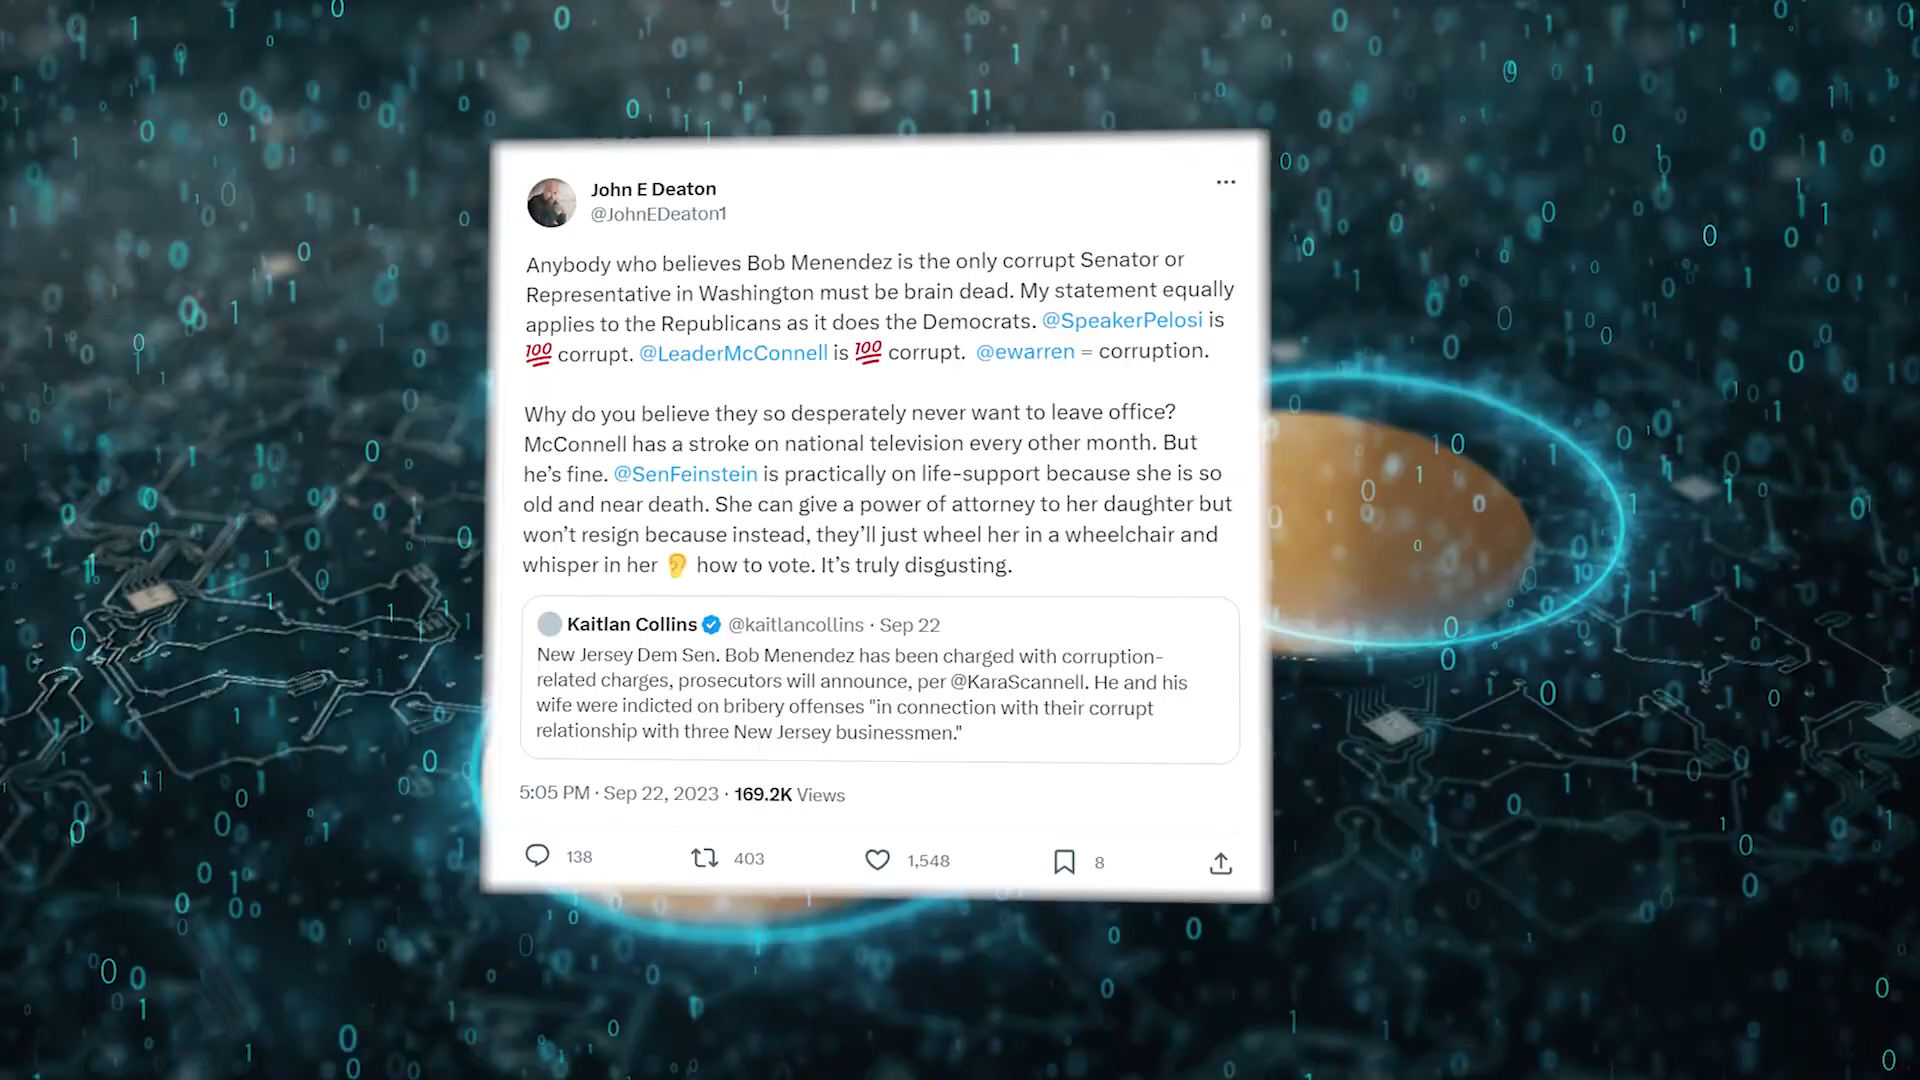 John E Deaton
@JohnEDeaton1
Anybody who believes Bob Menendez is the only corrupt Senator or
Representative in Washington must be brain dead. My statement equally
applies to the Republicans as it does the Democrats. @SpeakerPelosi is
💯 corrupt. @LeaderMcConnell is 💯 corrupt. @ewarren = corruption.
Why do you believe they so desperately never want to leave office?
McConnell has a stroke on national television every other month. But
he’s fine. @SenFeinstein is practically on life-support because she is so
old and near death. She can give a power of attorney to her daughter but
won’t resign because instead, they’ll just wheel her in a wheelchair and
whisper in her 👂 how to vote. It’s truly disgusting.
Kaitlan Collins @kaitlancollins · Sep 22
New Jersey Dem Sen. Bob Menendez has been charged with corruption-
related charges, prosecutors will announce, per @KaraScannell. He and his
wife were indicted on bribery offenses "in connection with their corrupt
relationship with three New Jersey businessmen."
5:05 PM · Sep 22, 2023 · 169.2K Views
138 403 1,548 8